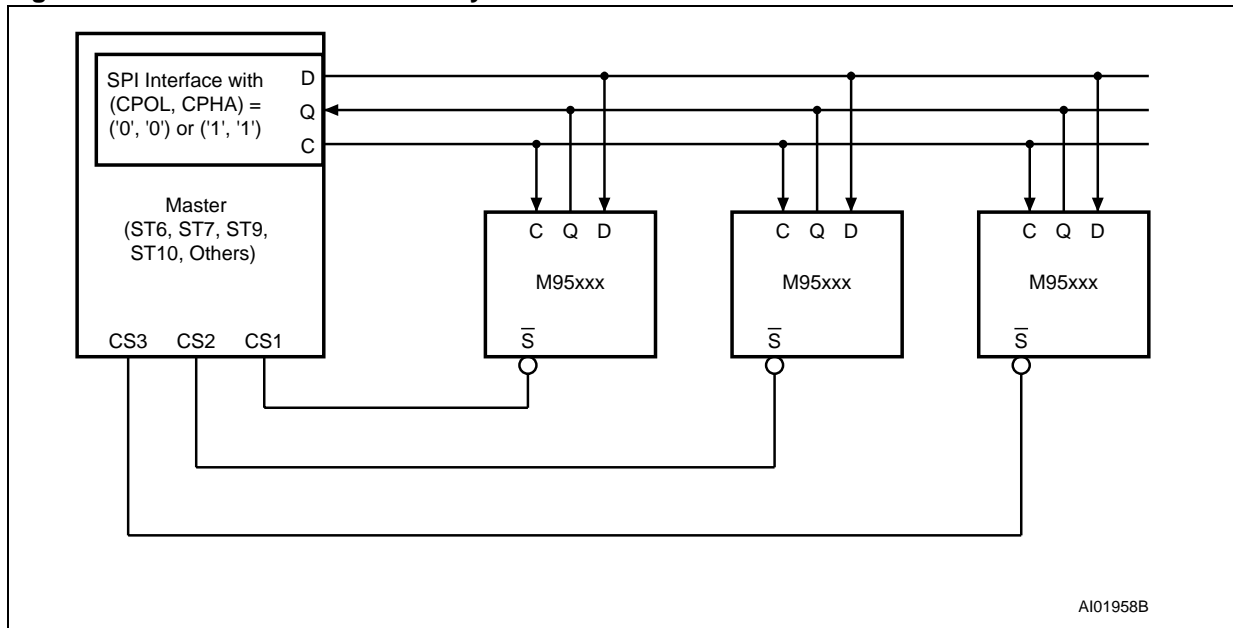 SPI Interface with
(CPOL, CPHA) =
('0', '0') or ('1', '1')
D
Q
C
Master
(ST6, ST7, ST9,
ST10, Others)
CS3 CS2 CS1
C Q D
M95xxx
S̅
C Q D
M95xxx
S̅
C Q D
M95xxx
S̅
AI01958B